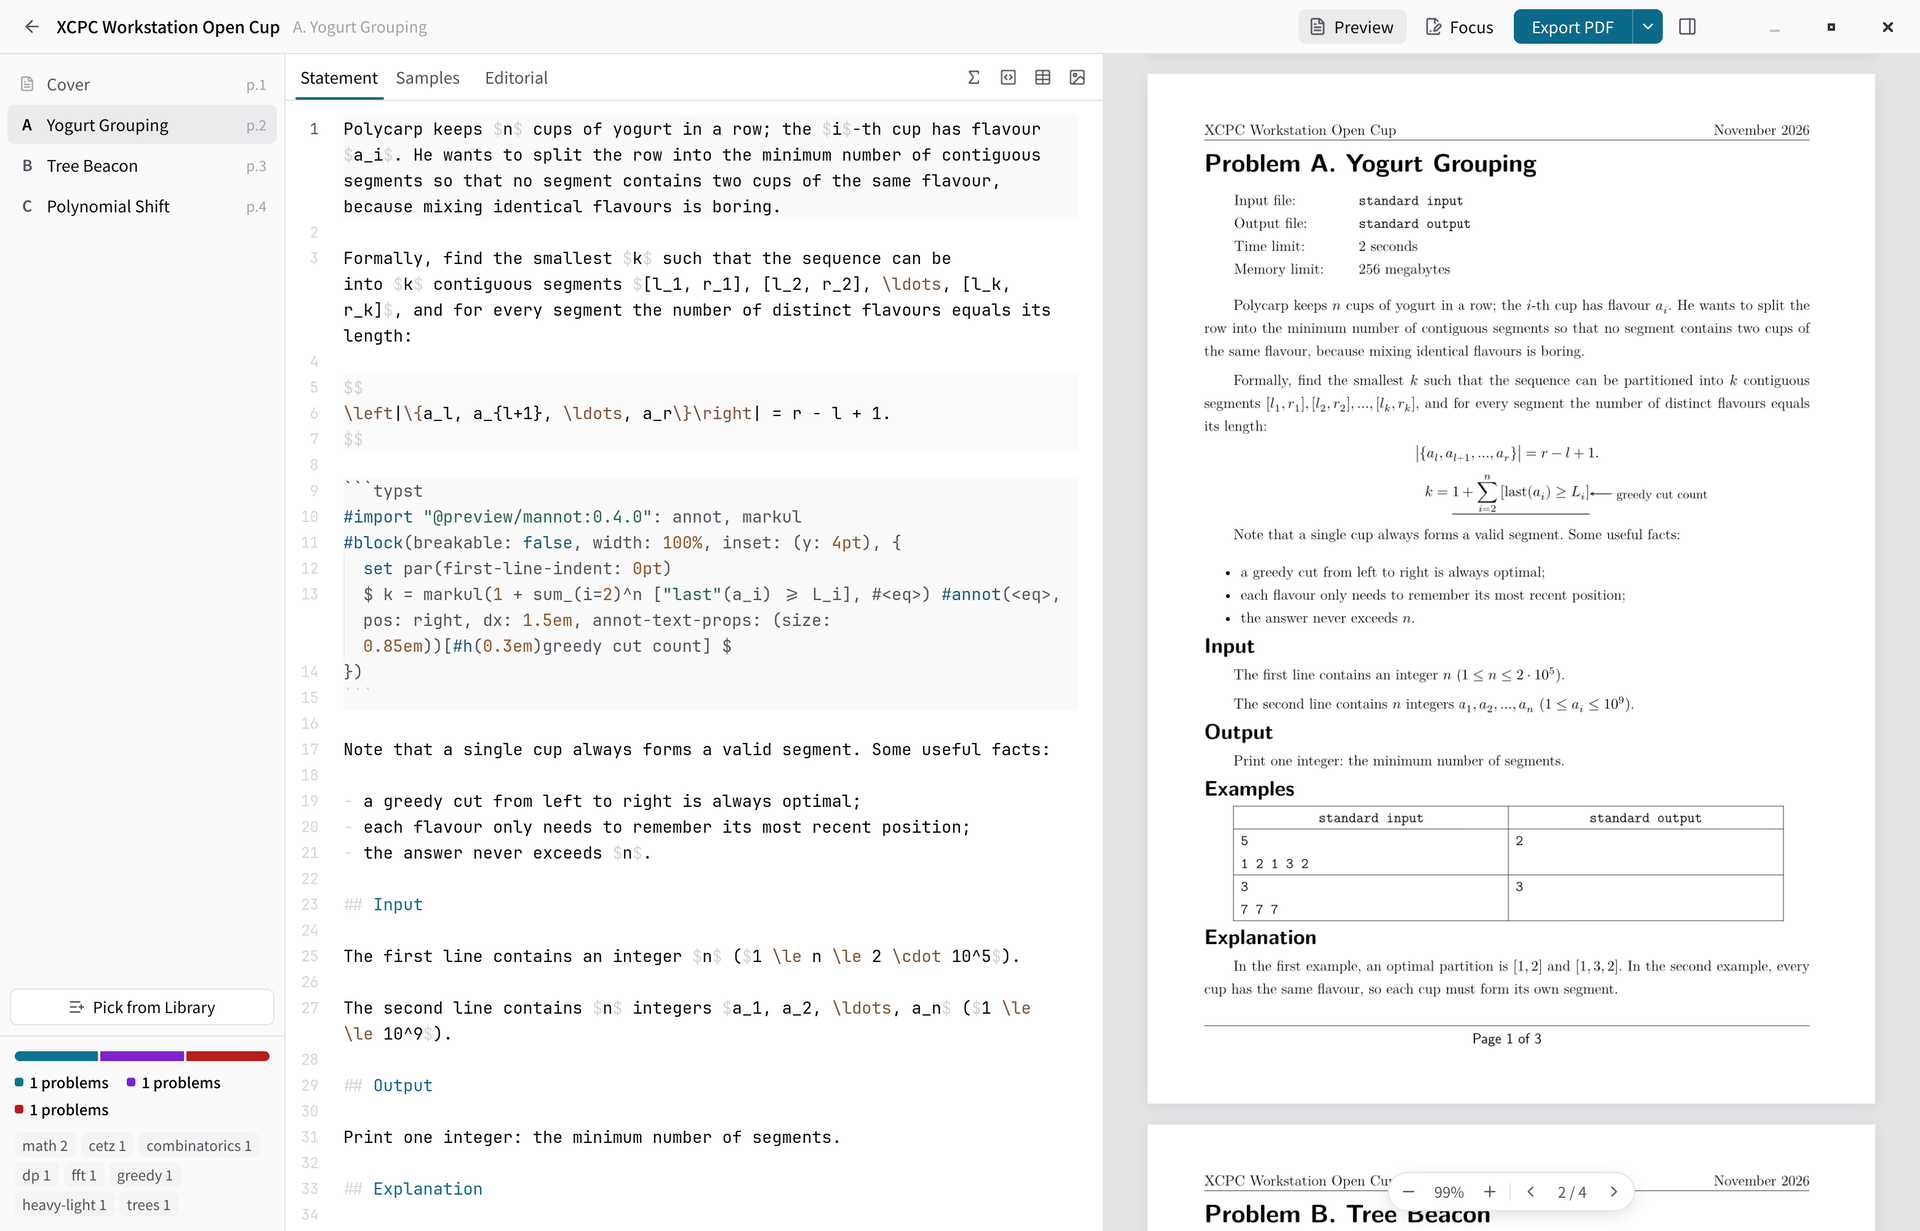 XCPC Workstation Open Cup A. Yogurt Grouping
Preview Focus Export PDF
Cover p.1
A Yogurt Grouping p.2
B Tree Beacon p.3
C Polynomial Shift p.4
Pick from Library
1 problems 1 problems
1 problems
math 2 cetz 1 combinatorics 1
dp 1 fft 1 greedy 1
heavy-light 1 trees 1
Statement Samples Editorial
1 Polycarp keeps $n$ cups of yogurt in a row; the $i$-th cup has flavour
$a_i$. He wants to split the row into the minimum number of contiguous
segments so that no segment contains two cups of the same flavour,
because mixing identical flavours is boring.
2
3 Formally, find the smallest $k$ such that the sequence can be
into $k$ contiguous segments $[l_1, r_1], [l_2, r_2], \ldots, [l_k,
r_k]$, and for every segment the number of distinct flavours equals its
length:
4
5 $$
6 \left|\{a_l, a_{l+1}, \ldots, a_r\}\right| = r - l + 1.
7 $$
8
9 ```typst
10 #import "@preview/mannot:0.4.0": annot, markul
11 #block(breakable: false, width: 100%, inset: (y: 4pt), {
12 set par(first-line-indent: 0pt)
13 $ k = markul(1 + sum_(i=2)^n ["last"(a_i) ⩾ L_i], #<eq>) #annot(<eq>,
pos: right, dx: 1.5em, annot-text-props: (size:
0.85em))[#h(0.3em)greedy cut count] $
14 })
15 ```
16
17 Note that a single cup always forms a valid segment. Some useful facts:
18
19 - a greedy cut from left to right is always optimal;
20 - each flavour only needs to remember its most recent position;
21 - the answer never exceeds $n$.
22
23 ## Input
24
25 The first line contains an integer $n$ ($1 \le n \le 2 \cdot 10^5$).
26
27 The second line contains $n$ integers $a_1, a_2, \ldots, a_n$ ($1 \le
\le 10^9$).
28
29 ## Output
30
31 Print one integer: the minimum number of segments.
32
33 ## Explanation
34
XCPC Workstation Open Cup November 2026
Problem A. Yogurt Grouping
Input file: standard input
Output file: standard output
Time limit: 2 seconds
Memory limit: 256 megabytes
Polycarp keeps n cups of yogurt in a row; the i-th cup has flavour a_i. He wants to split the
row into the minimum number of contiguous segments so that no segment contains two cups of
the same flavour, because mixing identical flavours is boring.
Formally, find the smallest k such that the sequence can be partitioned into k contiguous
segments [l_1, r_1], [l_2, r_2], ..., [l_k, r_k], and for every segment the number of distinct flavours equals
its length:
|{a_l, a_{l+1}, ..., a_r}| = r − l + 1.
k = 1 + ∑_{i=2}^n [last(a_i) ≥ L_i] ← greedy cut count
Note that a single cup always forms a valid segment. Some useful facts:
• a greedy cut from left to right is always optimal;
• each flavour only needs to remember its most recent position;
• the answer never exceeds n.
Input
The first line contains an integer n (1 ≤ n ≤ 2 · 10^5).
The second line contains n integers a_1, a_2, ..., a_n (1 ≤ a_i ≤ 10^9).
Output
Print one integer: the minimum number of segments.
Examples
standard input standard output
5 2
1 2 1 3 2
3 3
7 7 7
Explanation
In the first example, an optimal partition is [1, 2] and [1, 3, 2]. In the second example, every
cup has the same flavour, so each cup must form its own segment.
Page 1 of 3
XCPC Workstation Open Cup November 2026
99% 2 / 4
Problem B. Tree Beacon